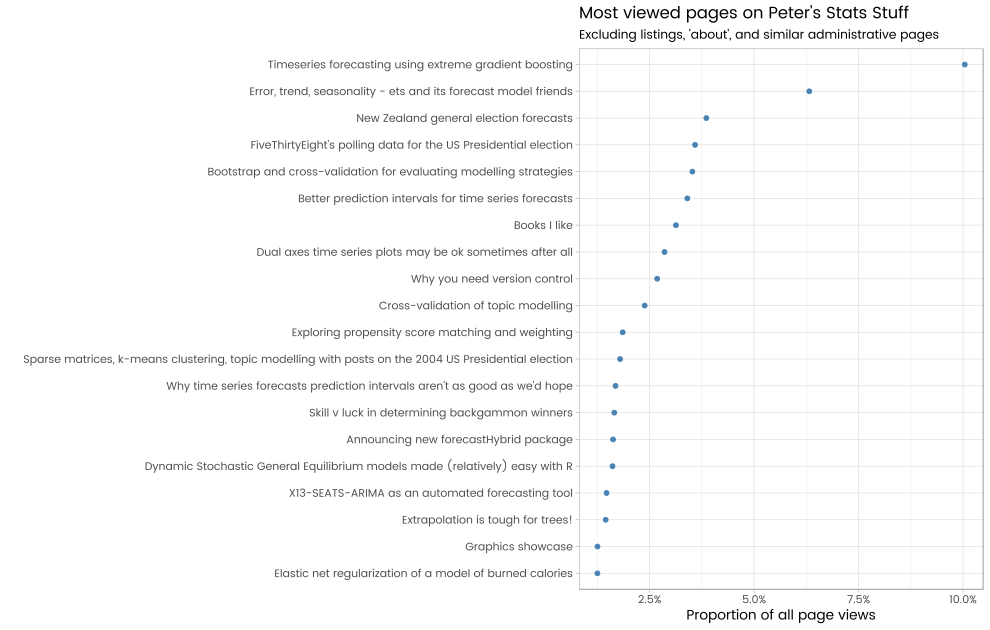 Most viewed pages on Peter's Stats Stuff
Excluding listings, 'about', and similar administrative pages
Timeseries forecasting using extreme gradient boosting
Error, trend, seasonality - ets and its forecast model friends
New Zealand general election forecasts
FiveThirtyEight's polling data for the US Presidential election
Bootstrap and cross-validation for evaluating modelling strategies
Better prediction intervals for time series forecasts
Books I like
Dual axes time series plots may be ok sometimes after all
Why you need version control
Cross-validation of topic modelling
Exploring propensity score matching and weighting
Sparse matrices, k-means clustering, topic modelling with posts on the 2004 US Presidential election
Why time series forecasts prediction intervals aren't as good as we'd hope
Skill v luck in determining backgammon winners
Announcing new forecastHybrid package
Dynamic Stochastic General Equilibrium models made (relatively) easy with R
X13-SEATS-ARIMA as an automated forecasting tool
Extrapolation is tough for trees!
Graphics showcase
Elastic net regularization of a model of burned calories
2.5% 5.0% 7.5% 10.0%
Proportion of all page views